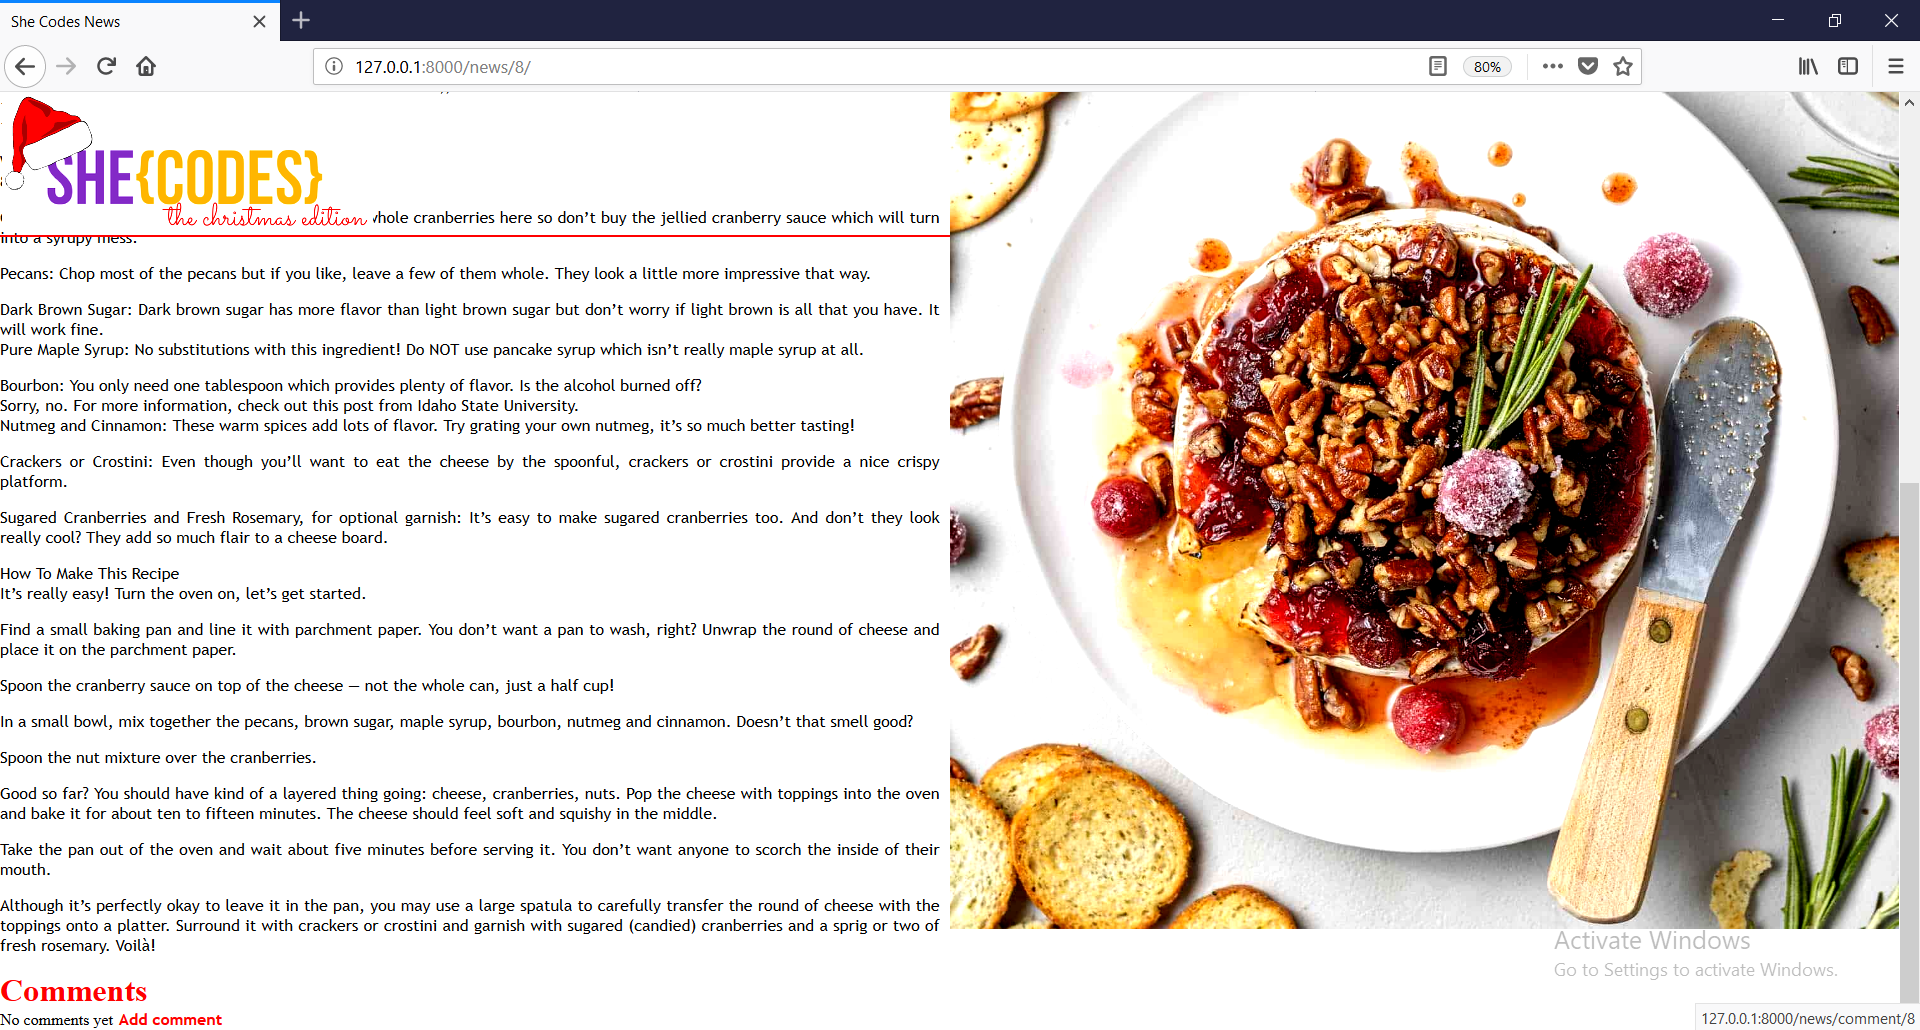 She Codes News
127.0.0.1:8000/news/8/
80%
SHE{CODES}
the christmas edition
whole cranberries here so don’t buy the jellied cranberry sauce which will turn
into a syrupy mess.
Pecans: Chop most of the pecans but if you like, leave a few of them whole. They look a little more impressive that way.
Dark Brown Sugar: Dark brown sugar has more flavor than light brown sugar but don’t worry if light brown is all that you have. It
will work fine.
Pure Maple Syrup: No substitutions with this ingredient! Do NOT use pancake syrup which isn’t really maple syrup at all.
Bourbon: You only need one tablespoon which provides plenty of flavor. Is the alcohol burned off?
Sorry, no. For more information, check out this post from Idaho State University.
Nutmeg and Cinnamon: These warm spices add lots of flavor. Try grating your own nutmeg, it’s so much better tasting!
Crackers or Crostini: Even though you’ll want to eat the cheese by the spoonful, crackers or crostini provide a nice crispy
platform.
Sugared Cranberries and Fresh Rosemary, for optional garnish: It’s easy to make sugared cranberries too. And don’t they look
really cool? They add so much flair to a cheese board.
How To Make This Recipe
It’s really easy! Turn the oven on, let’s get started.
Find a small baking pan and line it with parchment paper. You don’t want a pan to wash, right? Unwrap the round of cheese and
place it on the parchment paper.
Spoon the cranberry sauce on top of the cheese – not the whole can, just a half cup!
In a small bowl, mix together the pecans, brown sugar, maple syrup, bourbon, nutmeg and cinnamon. Doesn’t that smell good?
Spoon the nut mixture over the cranberries.
Good so far? You should have kind of a layered thing going: cheese, cranberries, nuts. Pop the cheese with toppings into the oven
and bake it for about ten to fifteen minutes. The cheese should feel soft and squishy in the middle.
Take the pan out of the oven and wait about five minutes before serving it. You don’t want anyone to scorch the inside of their
mouth.
Although it’s perfectly okay to leave it in the pan, you may use a large spatula to carefully transfer the round of cheese with the
toppings onto a platter. Surround it with crackers or crostini and garnish with sugared (candied) cranberries and a sprig or two of
fresh rosemary. Voilà!
Comments
No comments yet Add comment
Activate Windows
Go to Settings to activate Windows.
127.0.0.1:8000/news/comment/8